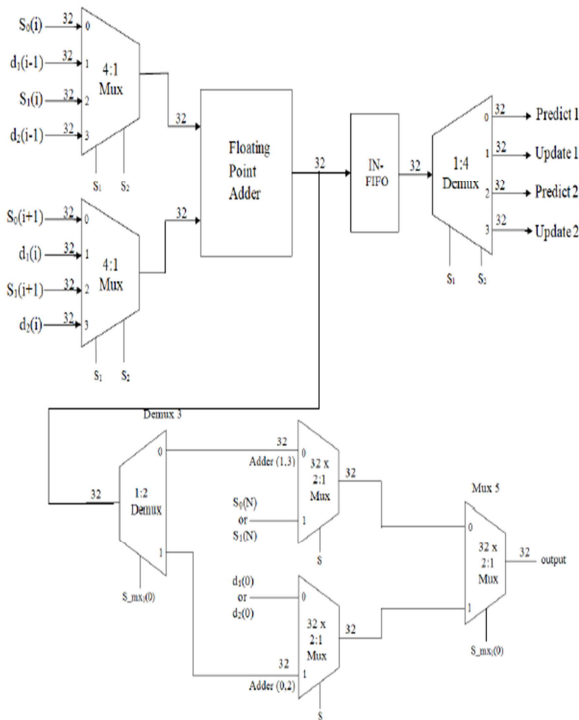 S₀(i) 32 0
d₁(i-1) 32 1
S₁(i) 32 2
d₂(i-1) 32 3
4:1
Mux
S₁ S₂
32
S₀(i+1) 32 0
d₁(i) 32 1
S₁(i+1) 32 2
d₂(i) 32 3
4:1
Mux
S₁ S₂
32
Floating
Point
Adder
32
IN-
FIFO
32
1:4
Demux
0 32 Predict 1
1 32 Update 1
2 32 Predict 2
3 32 Update 2
S₁ S₂
Demux 3
32
1:2
Demux
0
1
S_mxⱼ(0)
32
Adder (1,3)
S₀(N)
or
S₁(N)
1
32 x
2:1
Mux
S
32
d₁(0)
or
d₂(0)
0
32 x
2:1
Mux
32
1
Adder (0,2)
S
32
Mux 5
0
32 x
2:1
Mux
1
S_mxⱼ(0)
32
output